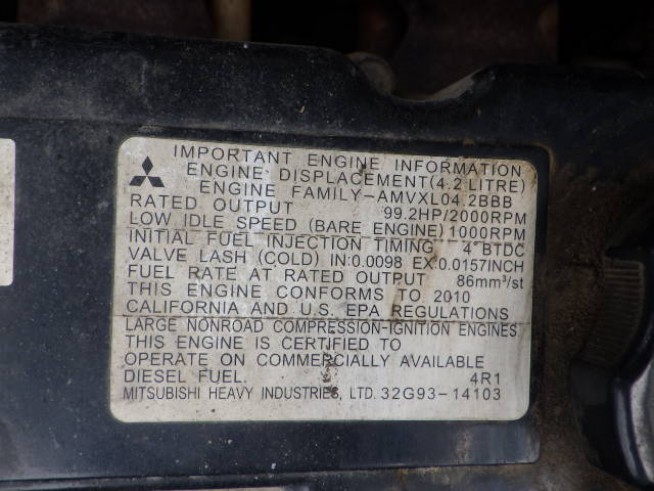 IMPORTANT ENGINE INFORMATION
ENGINE DISPLACEMENT(4.2 LITRE)
ENGINE FAMILY-AMVXL04.2BBB
RATED OUTPUT 99.2HP/2000RPM
LOW IDLE SPEED (BARE ENGINE) 1000RPM
INITIAL FUEL INJECTION TIMING 4°BTDC
VALVE LASH (COLD) IN:0.0098 EX:0.0157INCH
FUEL RATE AT RATED OUTPUT 86mm³/st
THIS ENGINE CONFORMS TO 2010
CALIFORNIA AND U.S. EPA REGULATIONS
LARGE NONROAD COMPRESSION-IGNITION ENGINES
THIS ENGINE IS CERTIFIED TO
OPERATE ON COMMERCIALLY AVAILABLE
DIESEL FUEL. 4R1
MITSUBISHI HEAVY INDUSTRIES, LTD. 32G93-14103